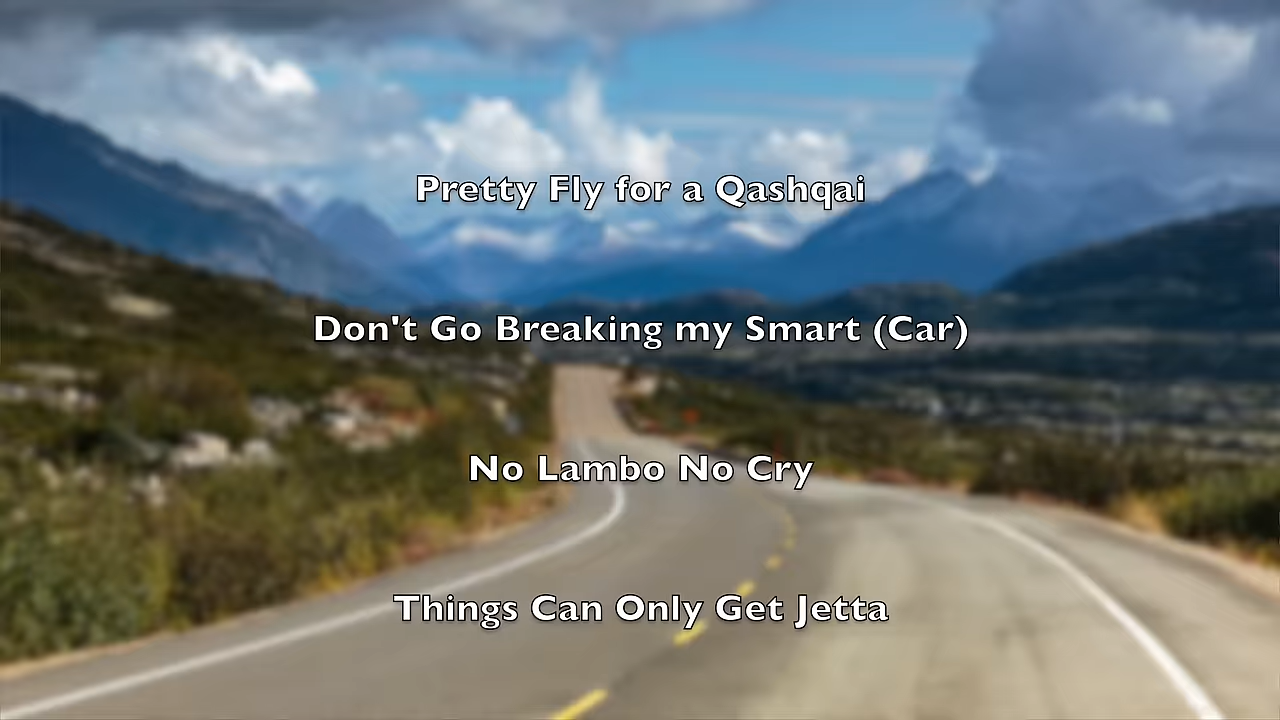 Pretty Fly for a Qashqai
Don't Go Breaking my Smart (Car)
No Lambo No Cry
Things Can Only Get Jetta